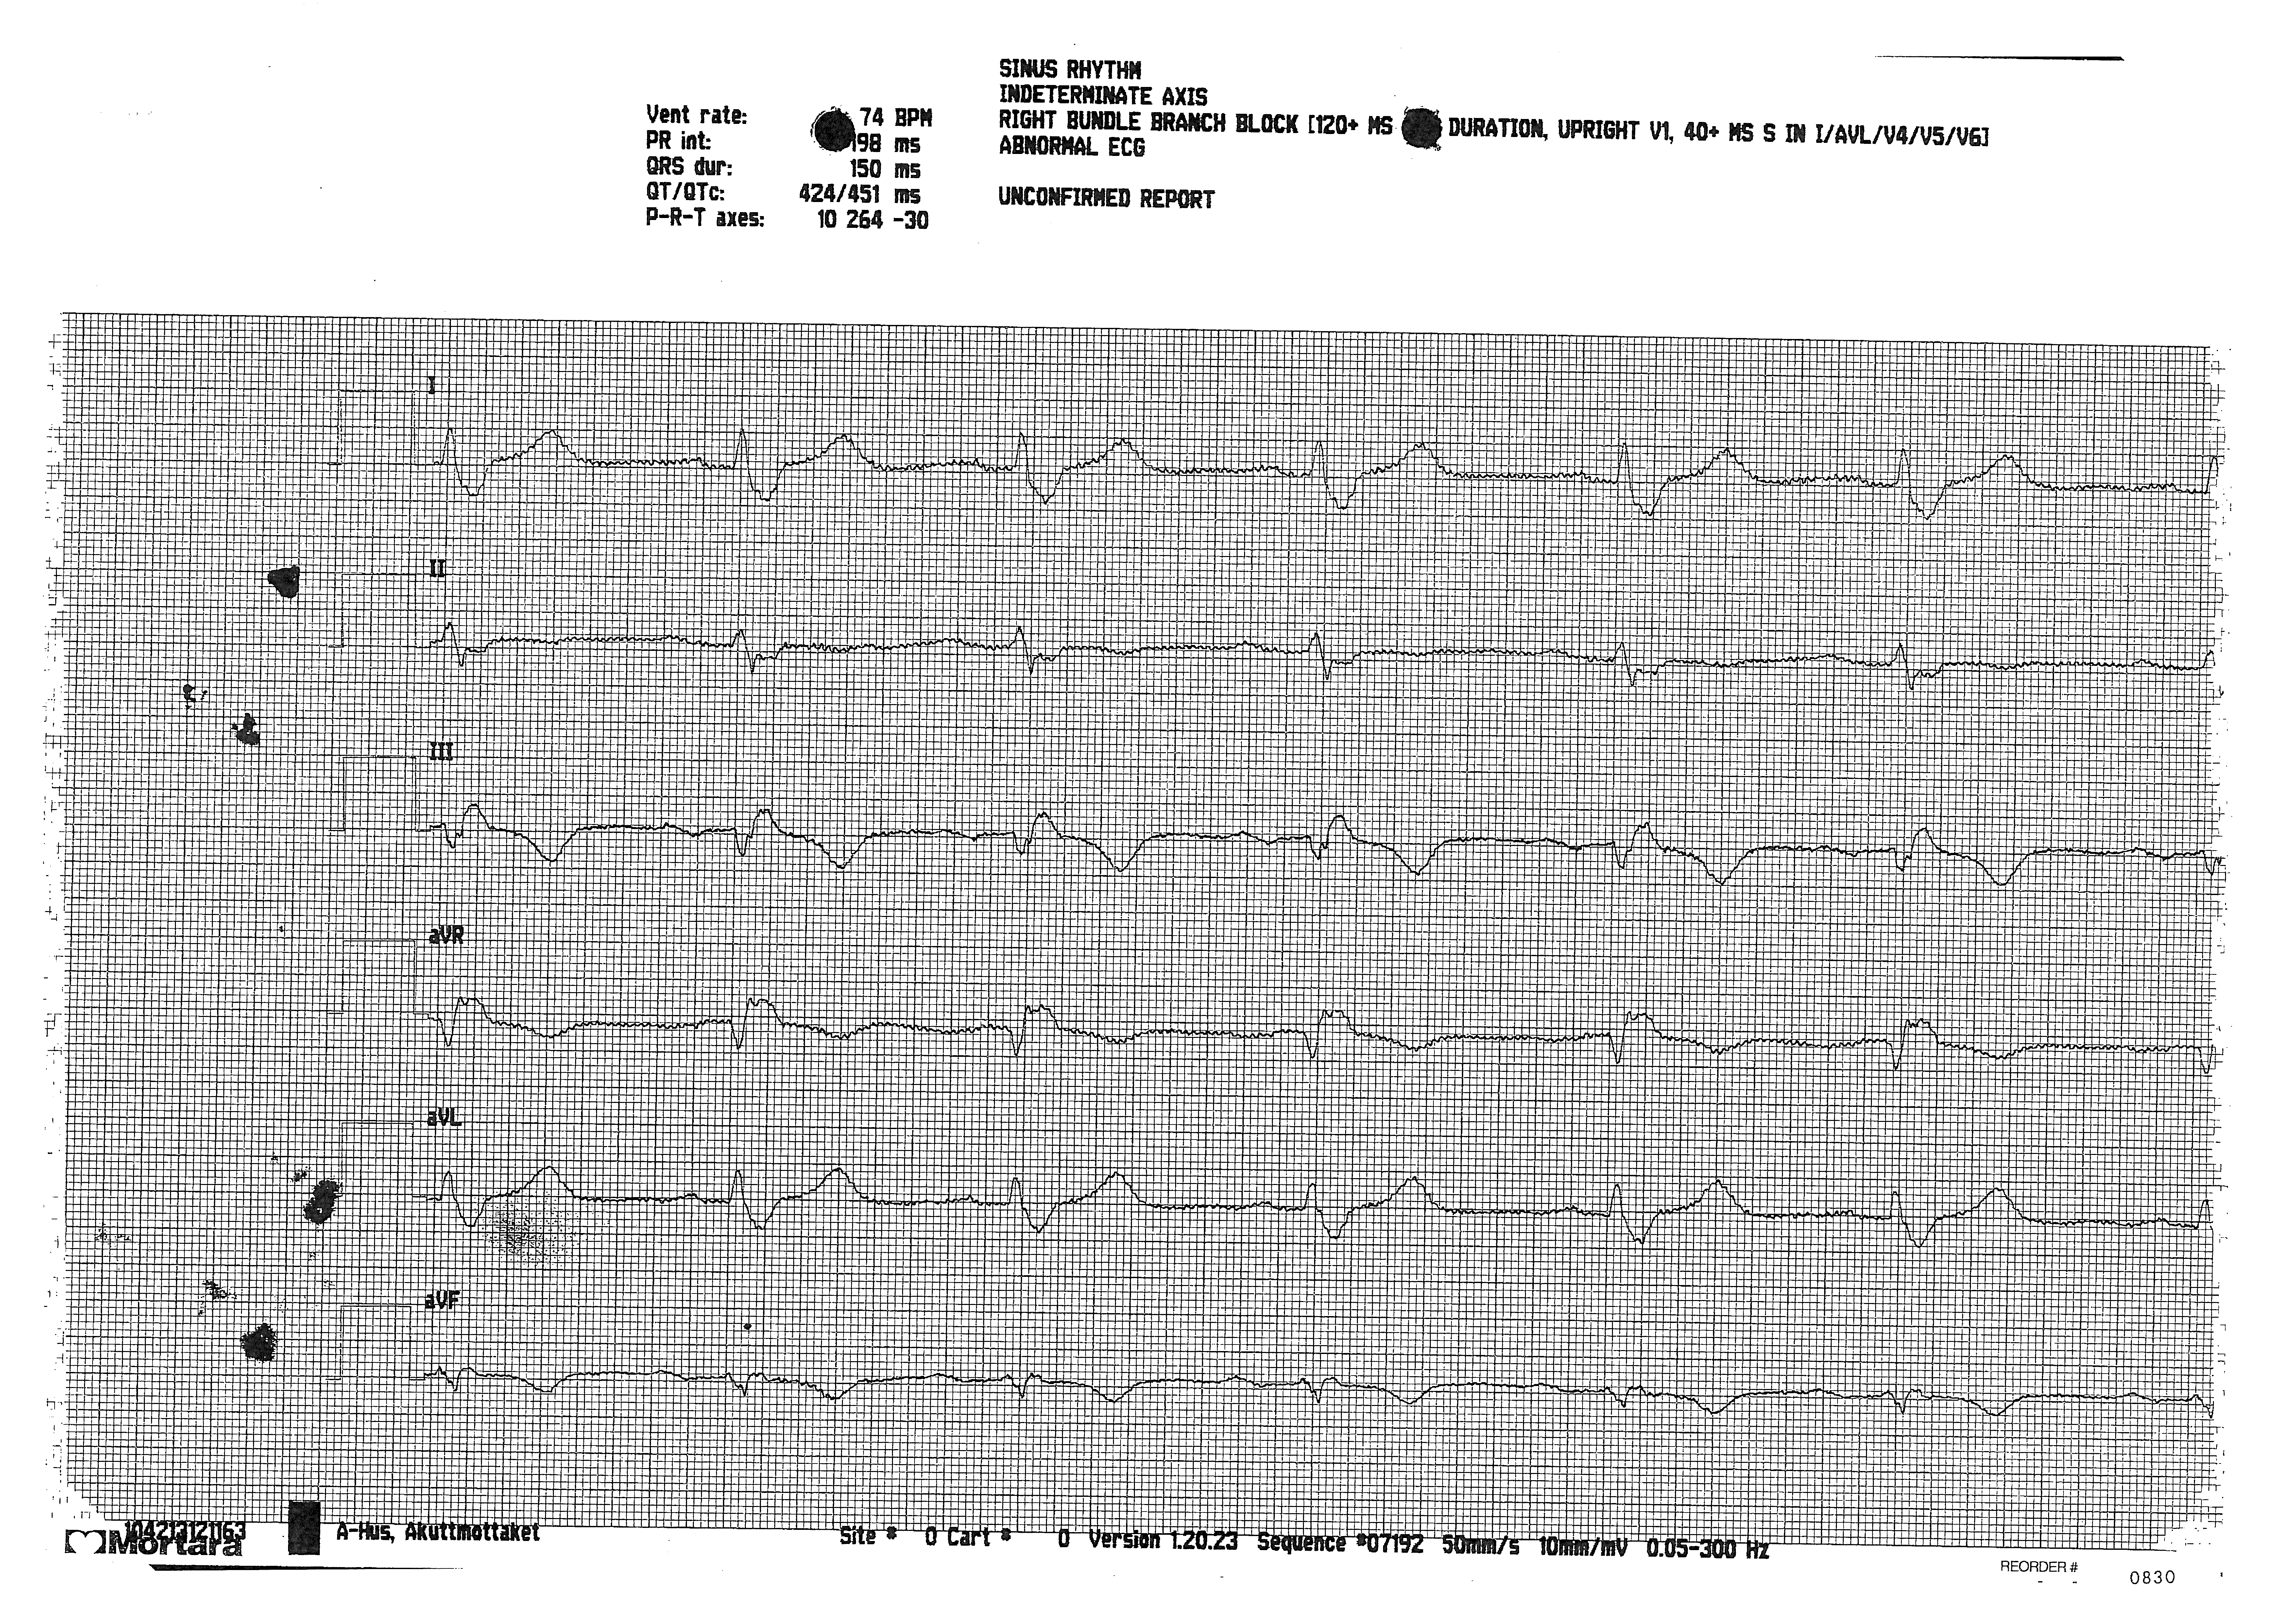 SINUS RHYTHM
INDETERMINATE AXIS
RIGHT BUNDLE BRANCH BLOCK [120+ MS DURATION, UPRIGHT V1, 40+ MS S IN I/AVL/V4/V5/V6]
ABNORMAL ECG
UNCONFIRMED REPORT
Vent rate: 74 BPM
PR int: 198 ms
QRS dur: 150 ms
QT/QTc: 424/451 ms
P-R-T axes: 10 264 -30
I
II
III
aVR
aVL
aVF
Mortara
A-Hus, Akuttmottaket
Site # 0 Cart # 0 Version 1.20.23 Sequence #07192 50mm/s 10mm/mV 0.05-300 Hz
REORDER # - - 0830